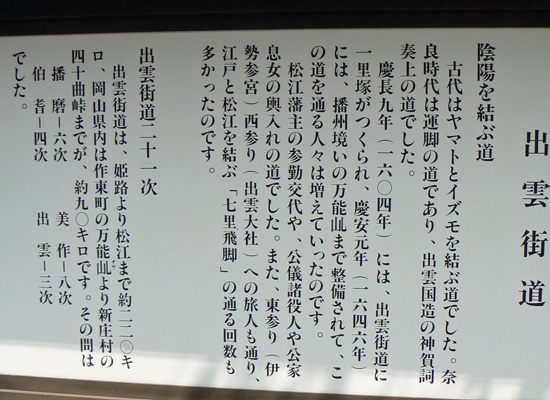 出雲街道
陰陽を結ぶ道
古代はヤマトとイズモを結ぶ道でした。奈
良時代は運脚の道であり、出雲国造の神賀詞
奏上の道でした。
慶長九年(一六〇四年)には、出雲街道に
一里塚がつくられ、慶安元年(一六四六年)
には、播州境いの万能乢まで整備されて、こ
の道を通る人々は増えていったのです。
松江藩主の参勤交代や、公儀諸役人や公家
息女の輿入れの道でした。また、東参り(伊
勢参宮)西参り(出雲大社)への旅人も通り、
江戸と松江を結ぶ「七里飛脚」の通る回数も
多かったのです。
出雲街道二十一次
出雲街道は、姫路より松江まで約二二〇キ
ロ、岡山県内は作東町の万能乢より新庄村の
四十曲峠までが、約九〇キロです。その間は
播磨ー六次 美作ー八次
伯耆ー四次 出雲ー三次
でした。